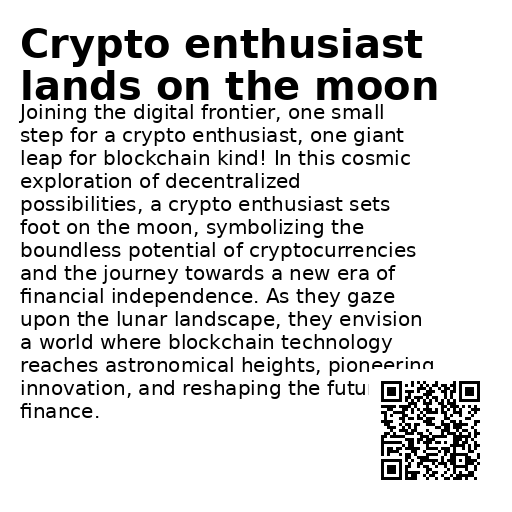 Crypto enthusiast
lands on the moon
Joining the digital frontier, one small
step for a crypto enthusiast, one giant
leap for blockchain kind! In this cosmic
exploration of decentralized
possibilities, a crypto enthusiast sets
foot on the moon, symbolizing the
boundless potential of cryptocurrencies
and the journey towards a new era of
financial independence. As they gaze
upon the lunar landscape, they envision
a world where blockchain technology
reaches astronomical heights, pioneering
innovation, and reshaping the
finance.